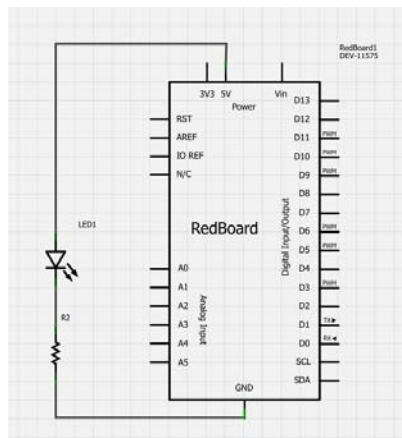 RedBoard1
DEV-11575
3V3 5V Vin
Power
D13
RST D12
AREF D11 PWM
IO REF D10 PWM
N/C D9 PWM
D8
D7
RedBoard
Digital Input/Output
D6 PWM
D5 PWM
LED1
A0 D4
A1 D3 PWM
A2 D2
Analog Input
A3 D1 TX▶
R2
A4 D0 RX◀
A5 SCL
SDA
GND